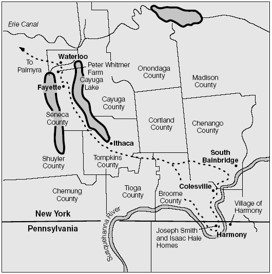 Erie Canal
To
Palmyra
Waterloo
Peter Whitmer
Farm
Cayuga
Lake
Fayette
Onondaga
County
Madison
County
Cayuga
County
Seneca
County
Cortland
County
Chenango
County
Ithaca
Shuyler
County
Tompkins
County
South
Bainbridge
Chemung
County
Tioga
County
Broome
County
Colesville
New York
Pennsylvania
Susquehanna River
Village of
Harmony
Joseph Smith
and Isaac Hale
Homes
Harmony